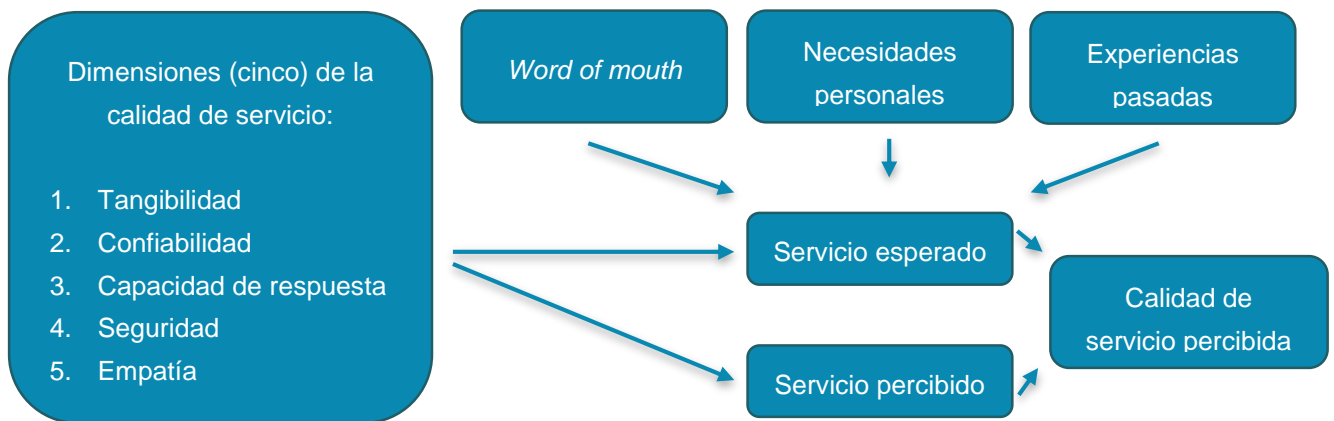 Dimensiones (cinco) de la
calidad de servicio:
1. Tangibilidad
2. Confiabilidad
3. Capacidad de respuesta
4. Seguridad
5. Empatía
Word of mouth
Necesidades
personales
Experiencias
pasadas
Servicio esperado
Servicio percibido
Calidad de
servicio percibida